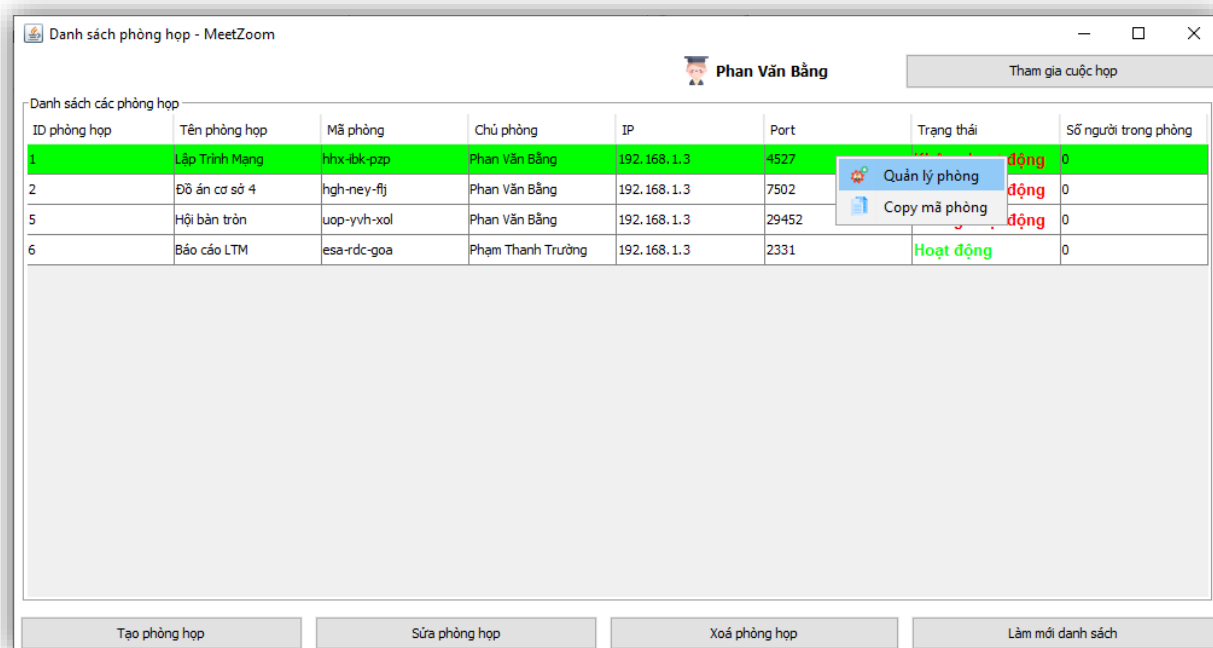 Danh sách phòng họp - MeetZoom
Phan Văn Bằng Tham gia cuộc họp
Danh sách các phòng họp
ID phòng họp Tên phòng họp Mã phòng Chủ phòng IP Port Trạng thái Số người trong phòng
1 Lập Trình Mạng hhx-ibk-pzp Phan Văn Bằng 192.168.1.3 4527 động 0
Quản lý phòng
2 Đồ án cơ sở 4 hgh-ney-flj Phan Văn Bằng 192.168.1.3 7502 động 0
Copy mã phòng
5 Hội bàn tròn uop-yvh-xol Phan Văn Bằng 192.168.1.3 29452 động 0
6 Báo cáo LTM esa-rdc-goa Phạm Thanh Trường 192.168.1.3 2331 Hoạt động 0
Tạo phòng họp Sửa phòng họp Xoá phòng họp Làm mới danh sách